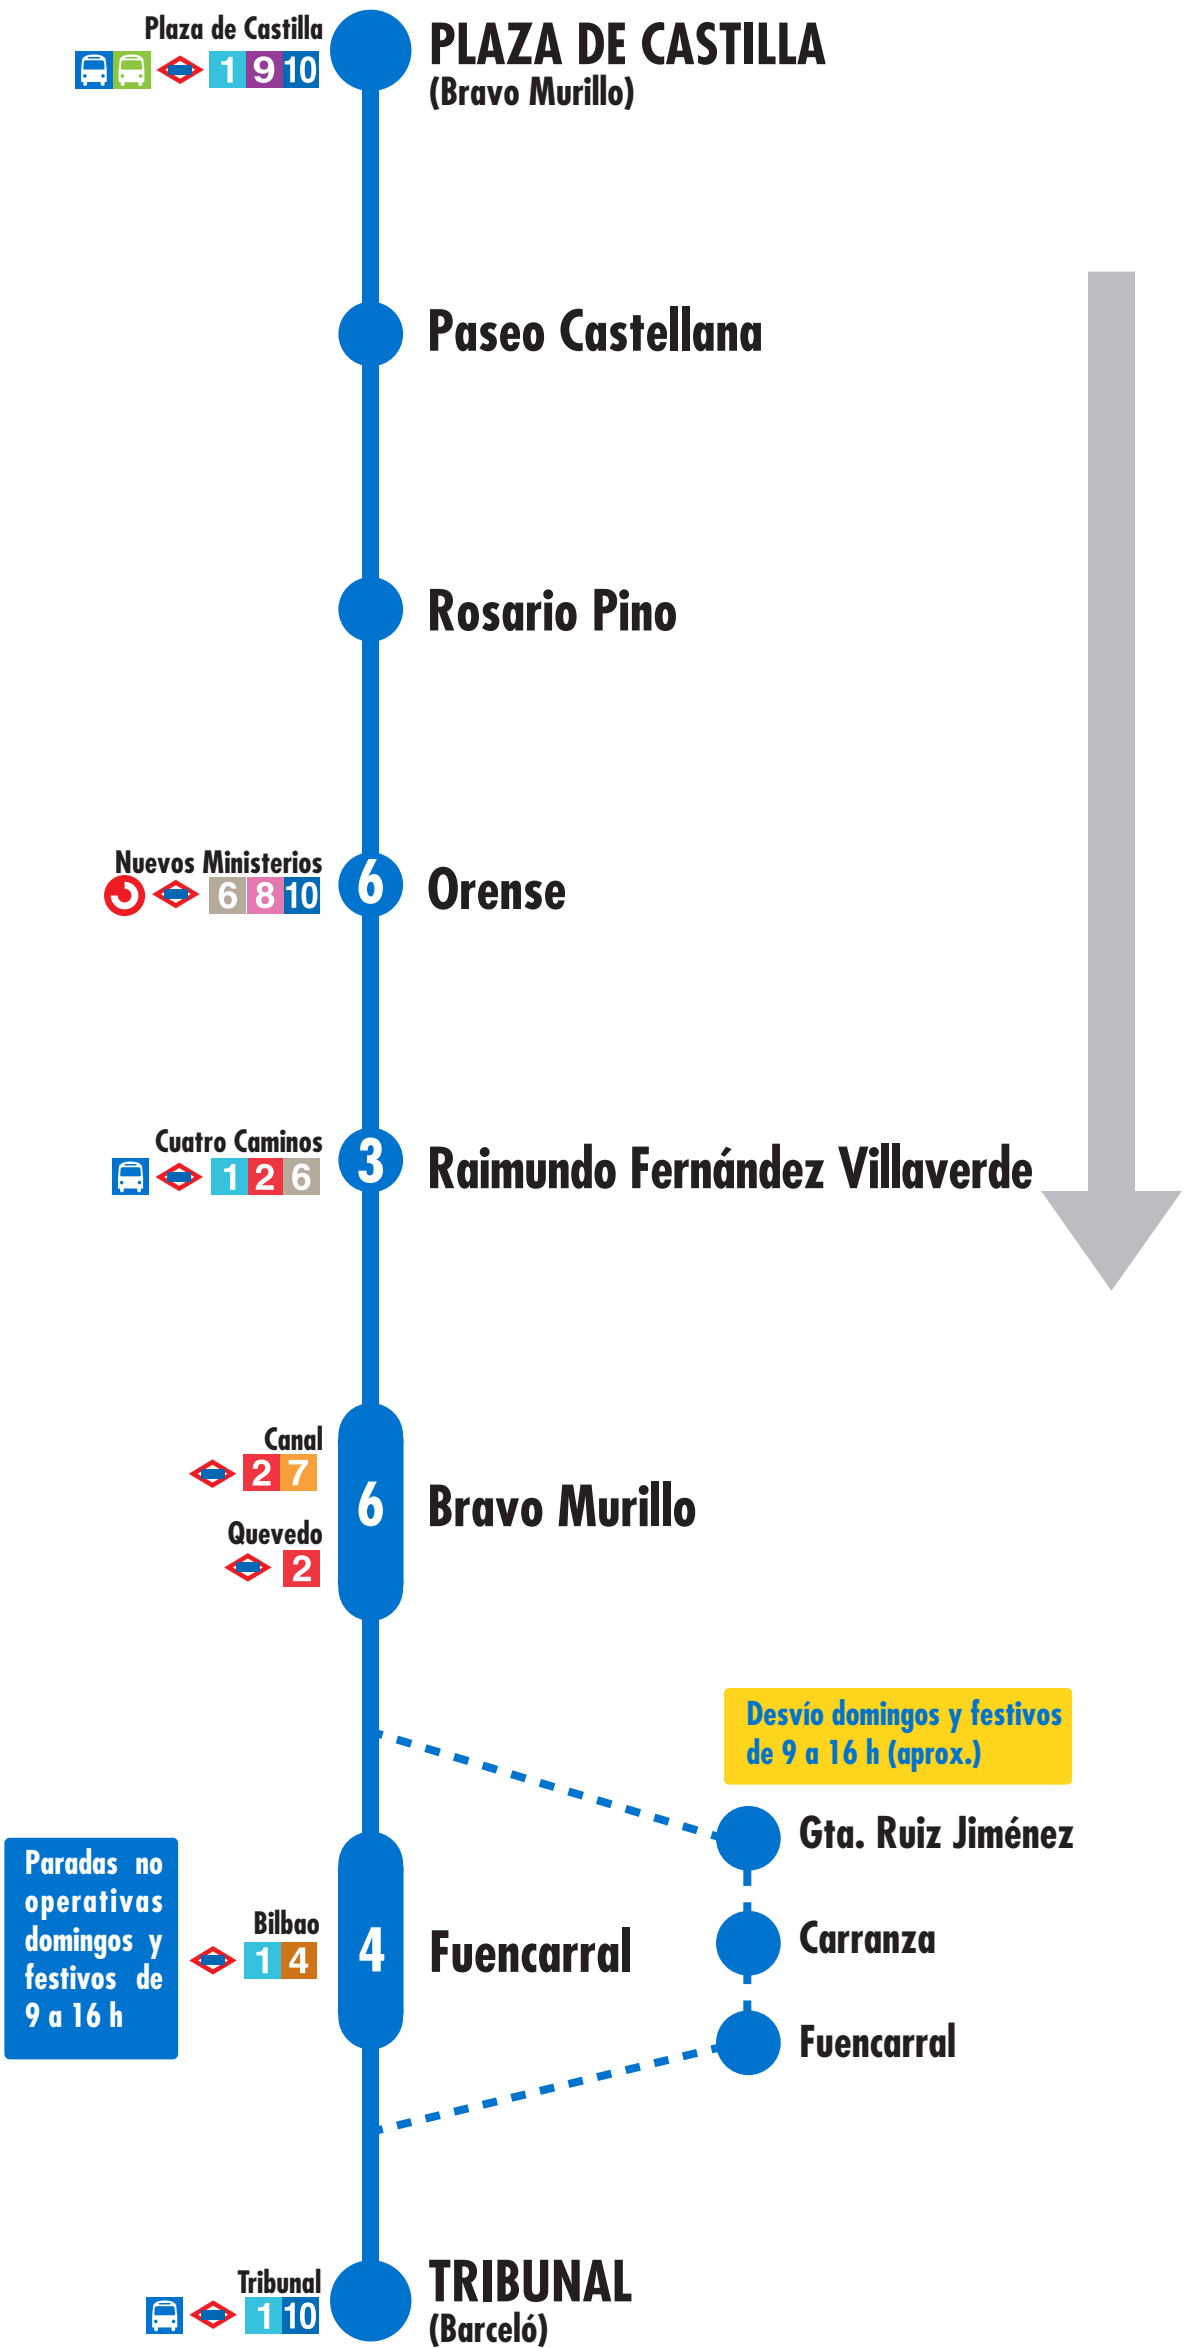 Plaza de Castilla
1 9 10
PLAZA DE CASTILLA
(Bravo Murillo)
Paseo Castellana
Rosario Pino
Nuevos Ministerios
6 8 10
6
Orense
Cuatro Caminos
1 2 6
3
Raimundo Fernández Villaverde
Canal
2 7
Quevedo
2
6
Bravo Murillo
Desvío domingos y festivos
de 9 a 16 h (aprox.)
Gta. Ruiz Jiménez
Carranza
Fuencarral
Paradas no
operativas
domingos y
festivos de
9 a 16 h
Bilbao
1 4
4
Fuencarral
Tribunal
1 10
TRIBUNAL
(Barceló)